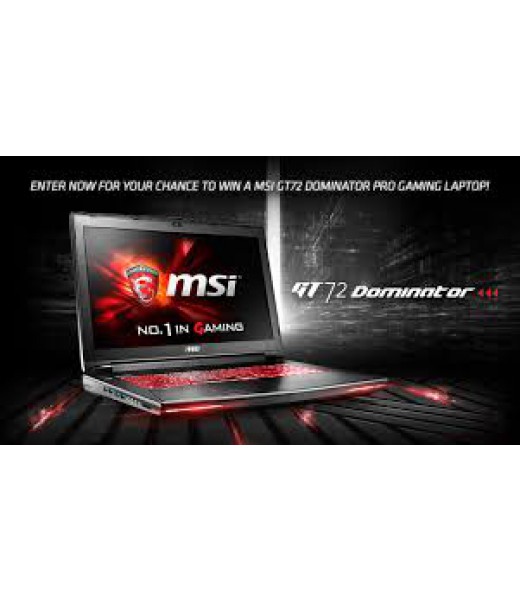 ENTER NOW FOR YOUR CHANCE TO WIN A MSI GT72 DOMINATOR PRO GAMING LAPTOP!
msi
NO.1 IN GAMING
GT72 Dominator
msi